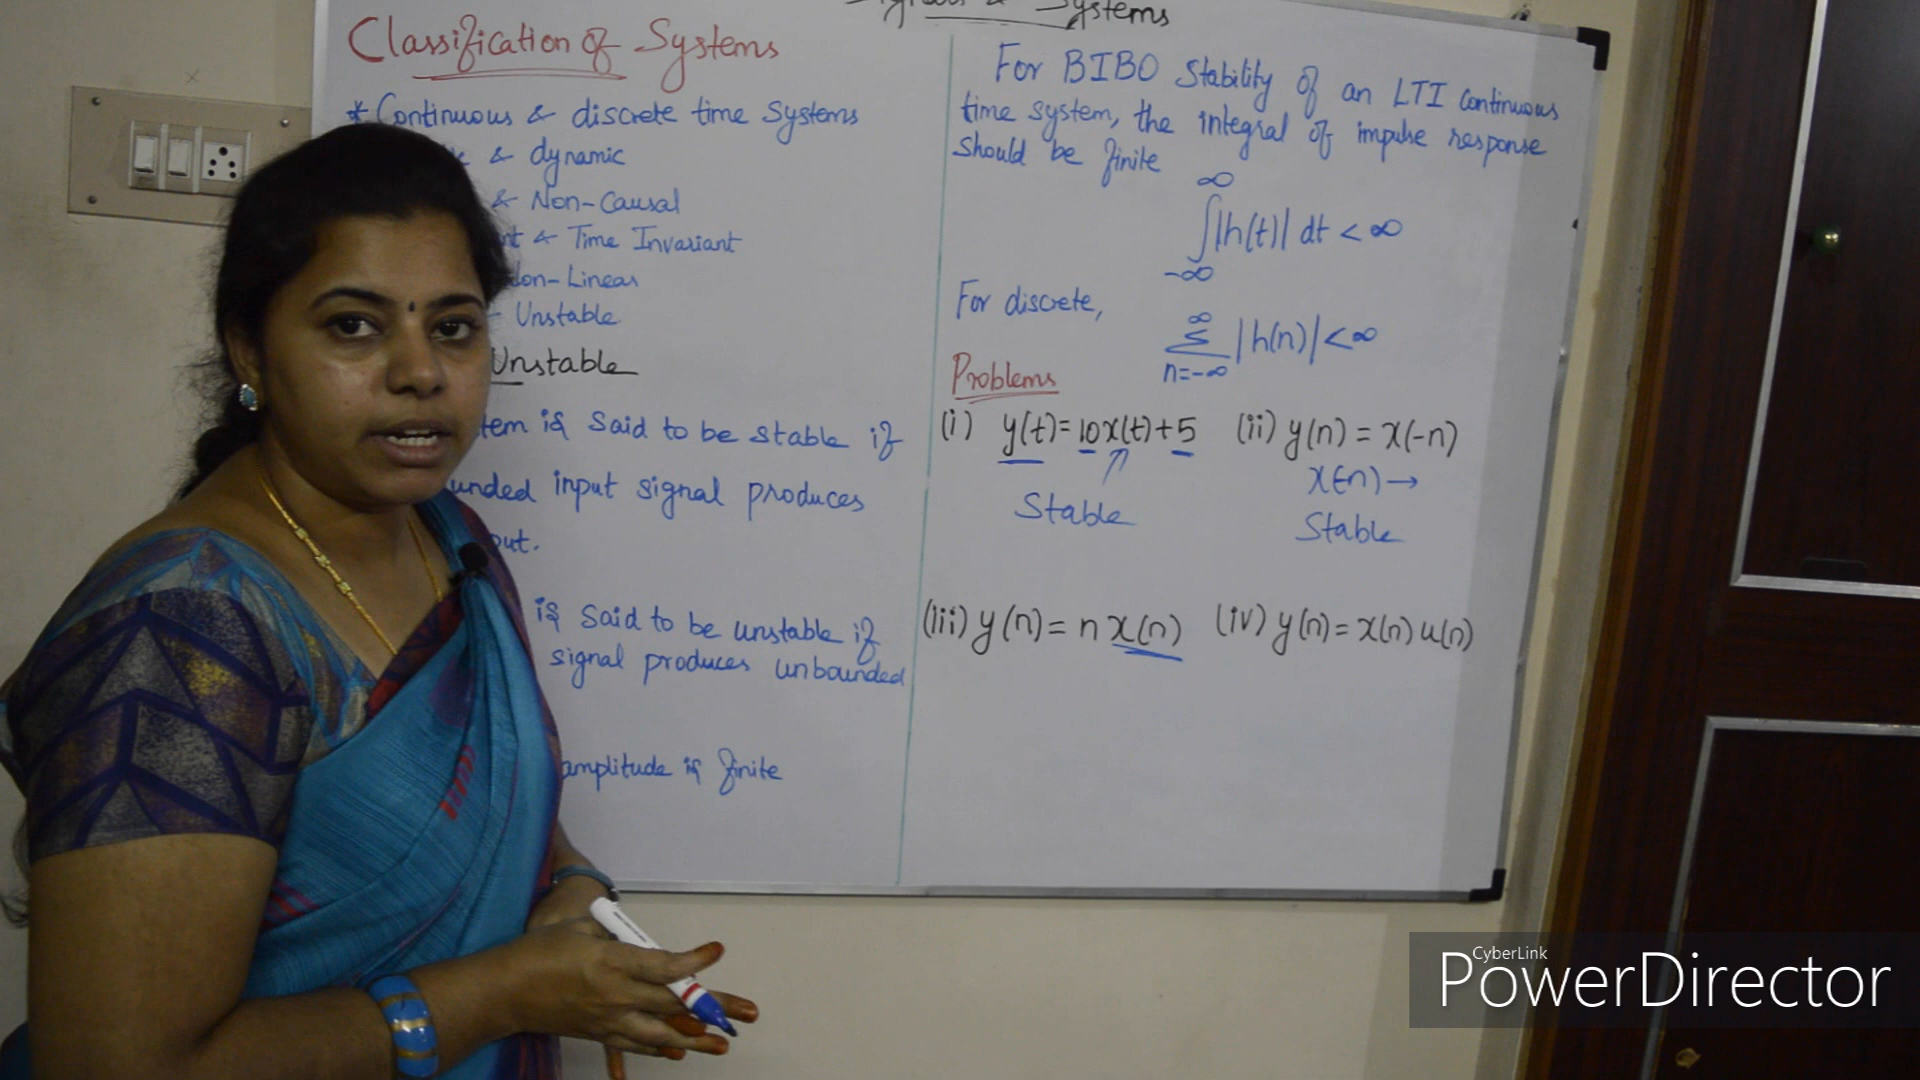 Systems
Classification of Systems
* Continuous & discrete time Systems
& dynamic
& Non-Causal
& Time Invariant
Non-Linear
Unstable
Unstable
is said to be stable if
input signal produces
is said to be unstable if
signal produces unbounded
amplitude is finite
For BIBO Stability of an LTI Continuous
time system, the integral of impulse response
should be finite
∞
∫|h(t)| dt < ∞
-∞
For discrete,
∞
Σ |h(n)| < ∞
n=-∞
Problems
(i) y(t)= 10x(t)+5 (ii) y(n) = x(-n)
x(-n) →
Stable Stable
(iii) y(n)= n x(n) (iv) y(n)= x(n) u(n)
CyberLink
PowerDirector